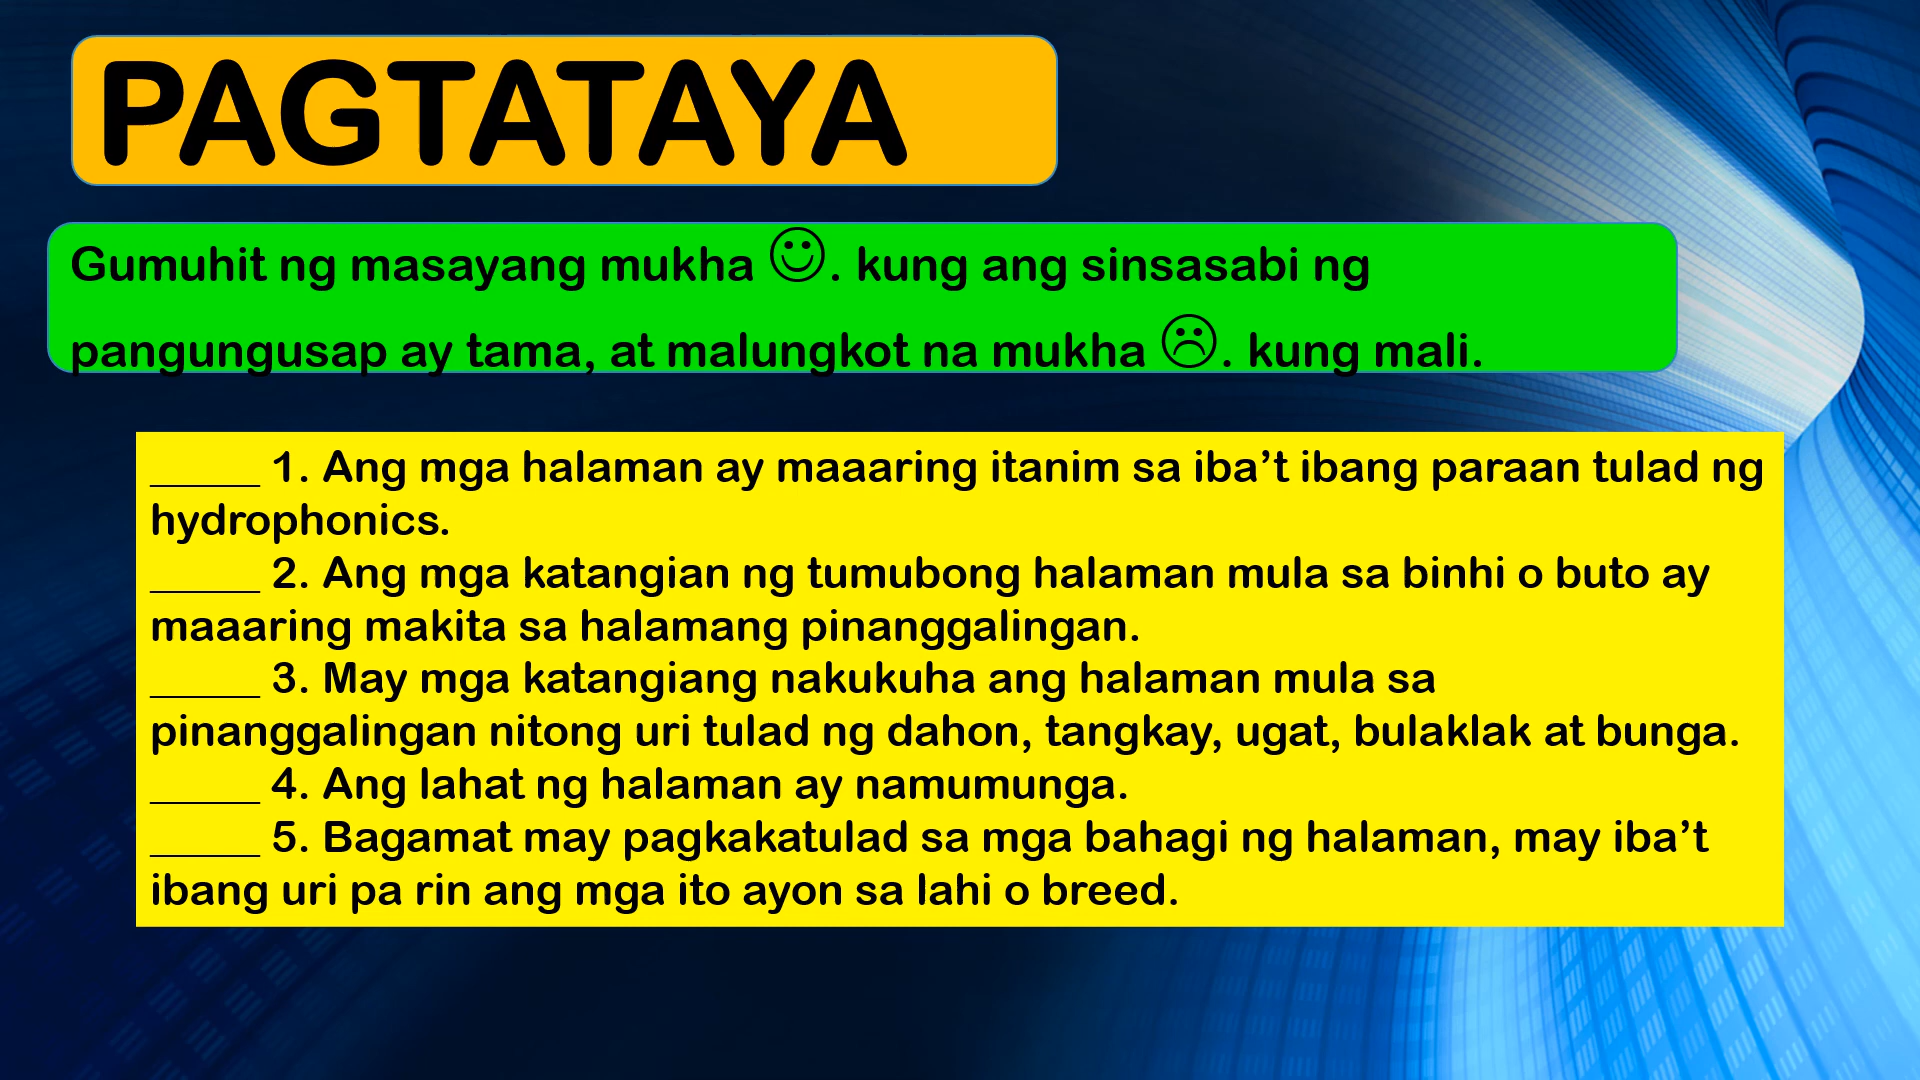 PAGTATAYA
Gumuhit ng masayang mukha ☺. kung ang sinsasabi ng
pangungusap ay tama, at malungkot na mukha ☹. kung mali.
_____ 1. Ang mga halaman ay maaaring itanim sa iba’t ibang paraan tulad ng
hydrophonics.
_____ 2. Ang mga katangian ng tumubong halaman mula sa binhi o buto ay
maaaring makita sa halamang pinanggalingan.
_____ 3. May mga katangiang nakukuha ang halaman mula sa
pinanggalingan nitong uri tulad ng dahon, tangkay, ugat, bulaklak at bunga.
_____ 4. Ang lahat ng halaman ay namumunga.
_____ 5. Bagamat may pagkakatulad sa mga bahagi ng halaman, may iba’t
ibang uri pa rin ang mga ito ayon sa lahi o breed.